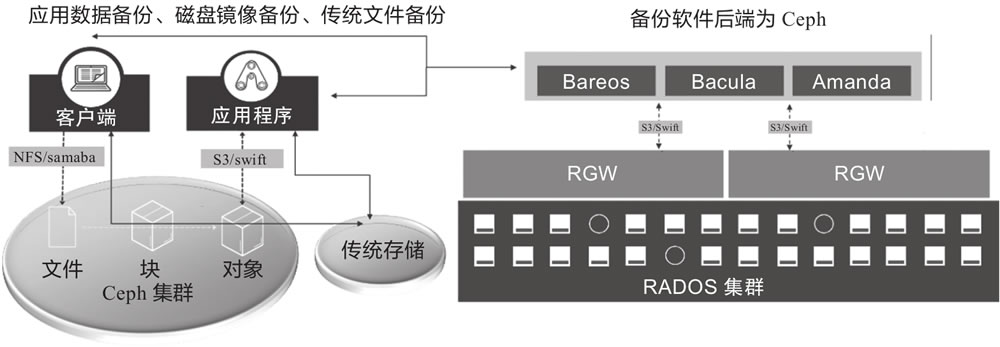 应用数据备份、磁盘镜像备份、传统文件备份
备份软件后端为 Ceph
客户端
应用程序
NFS/samaba
S3/swift
文件
块
对象
Ceph 集群
传统存储
Bareos
Bacula
Amanda
S3/Swift
S3/Swift
RGW
RGW
RADOS 集群